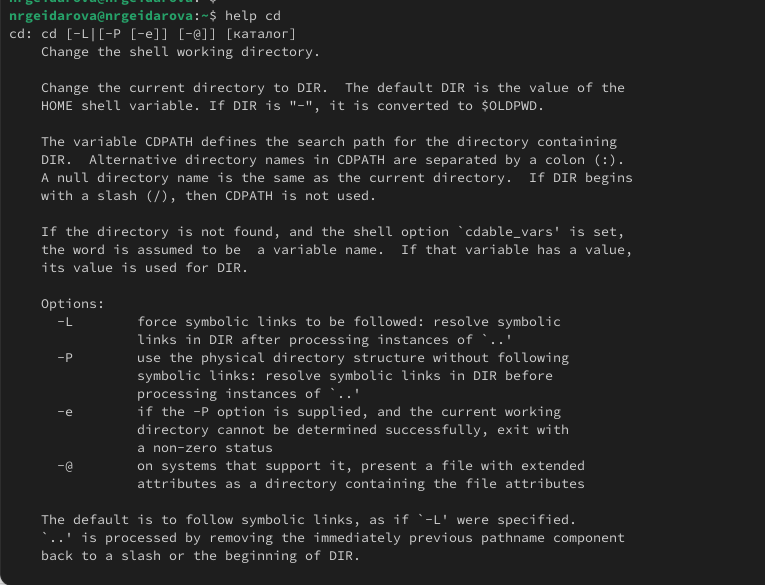 nrgeidarova@nrgeidarova:~$ help cd
cd: cd [-L|[-P [-e]] [-@]] [каталог]
    Change the shell working directory.

    Change the current directory to DIR.  The default DIR is the value of the
    HOME shell variable. If DIR is "-", it is converted to $OLDPWD.

    The variable CDPATH defines the search path for the directory containing
    DIR.  Alternative directory names in CDPATH are separated by a colon (:).
    A null directory name is the same as the current directory.  If DIR begins
    with a slash (/), then CDPATH is not used.

    If the directory is not found, and the shell option `cdable_vars' is set,
    the word is assumed to be  a variable name.  If that variable has a value,
    its value is used for DIR.

    Options:
      -L        force symbolic links to be followed: resolve symbolic
                links in DIR after processing instances of `..'
      -P        use the physical directory structure without following
                symbolic links: resolve symbolic links in DIR before
                processing instances of `..'
      -e        if the -P option is supplied, and the current working
                directory cannot be determined successfully, exit with
                a non-zero status
      -@        on systems that support it, present a file with extended
                attributes as a directory containing the file attributes

    The default is to follow symbolic links, as if `-L' were specified.
    `..' is processed by removing the immediately previous pathname component
    back to a slash or the beginning of DIR.